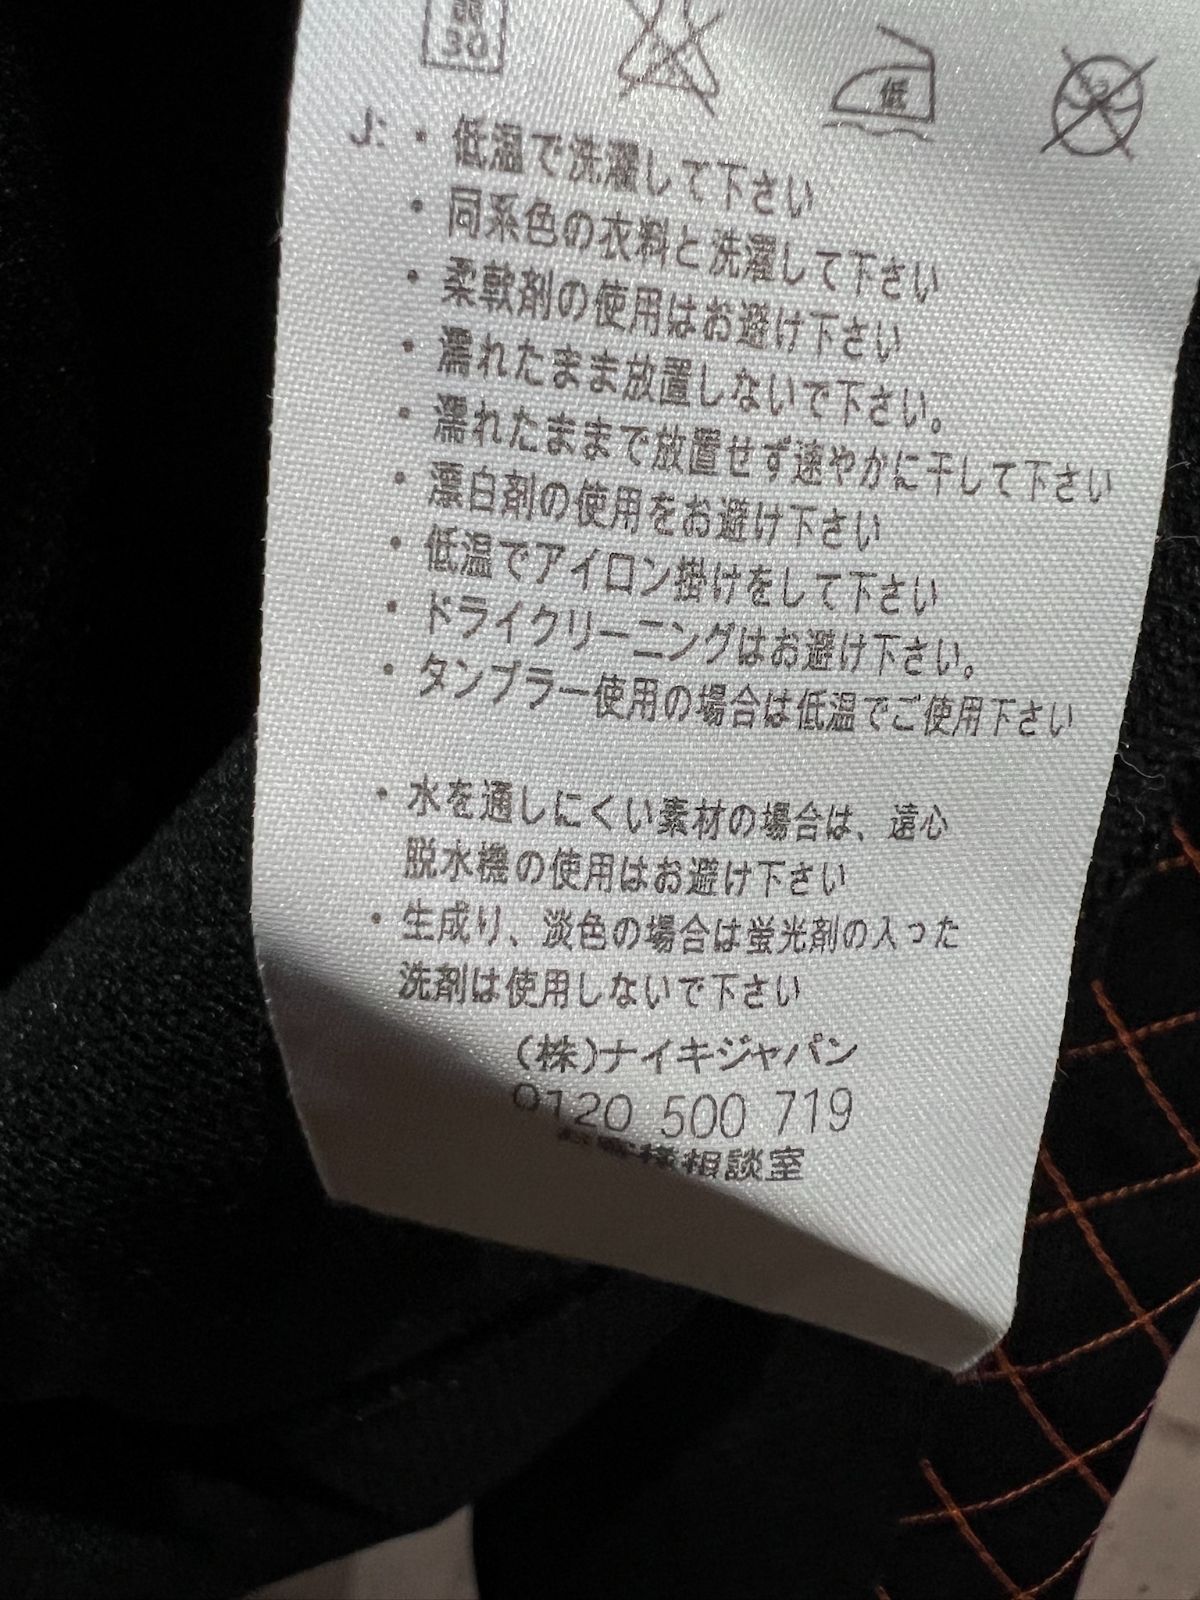 30
低
J: ・ 低温で洗濯して下さい
・ 同系色の衣料と洗濯して下さい
・ 柔軟剤の使用はお避け下さい
・ 濡れたまま放置しないで下さい。
・ 濡れたままで放置せず速やかに干して下さい
・ 漂白剤の使用をお避け下さい
・ 低温でアイロン掛けをして下さい
・ ドライクリーニングはお避け下さい。
・ タンブラー使用の場合は低温でご使用下さい
・ 水を通しにくい素材の場合は、遠心
脱水機の使用はお避け下さい
・ 生成り、淡色の場合は蛍光剤の入った
洗剤は使用しないで下さい
(株)ナイキジャパン
0120 500 719
お客様相談室